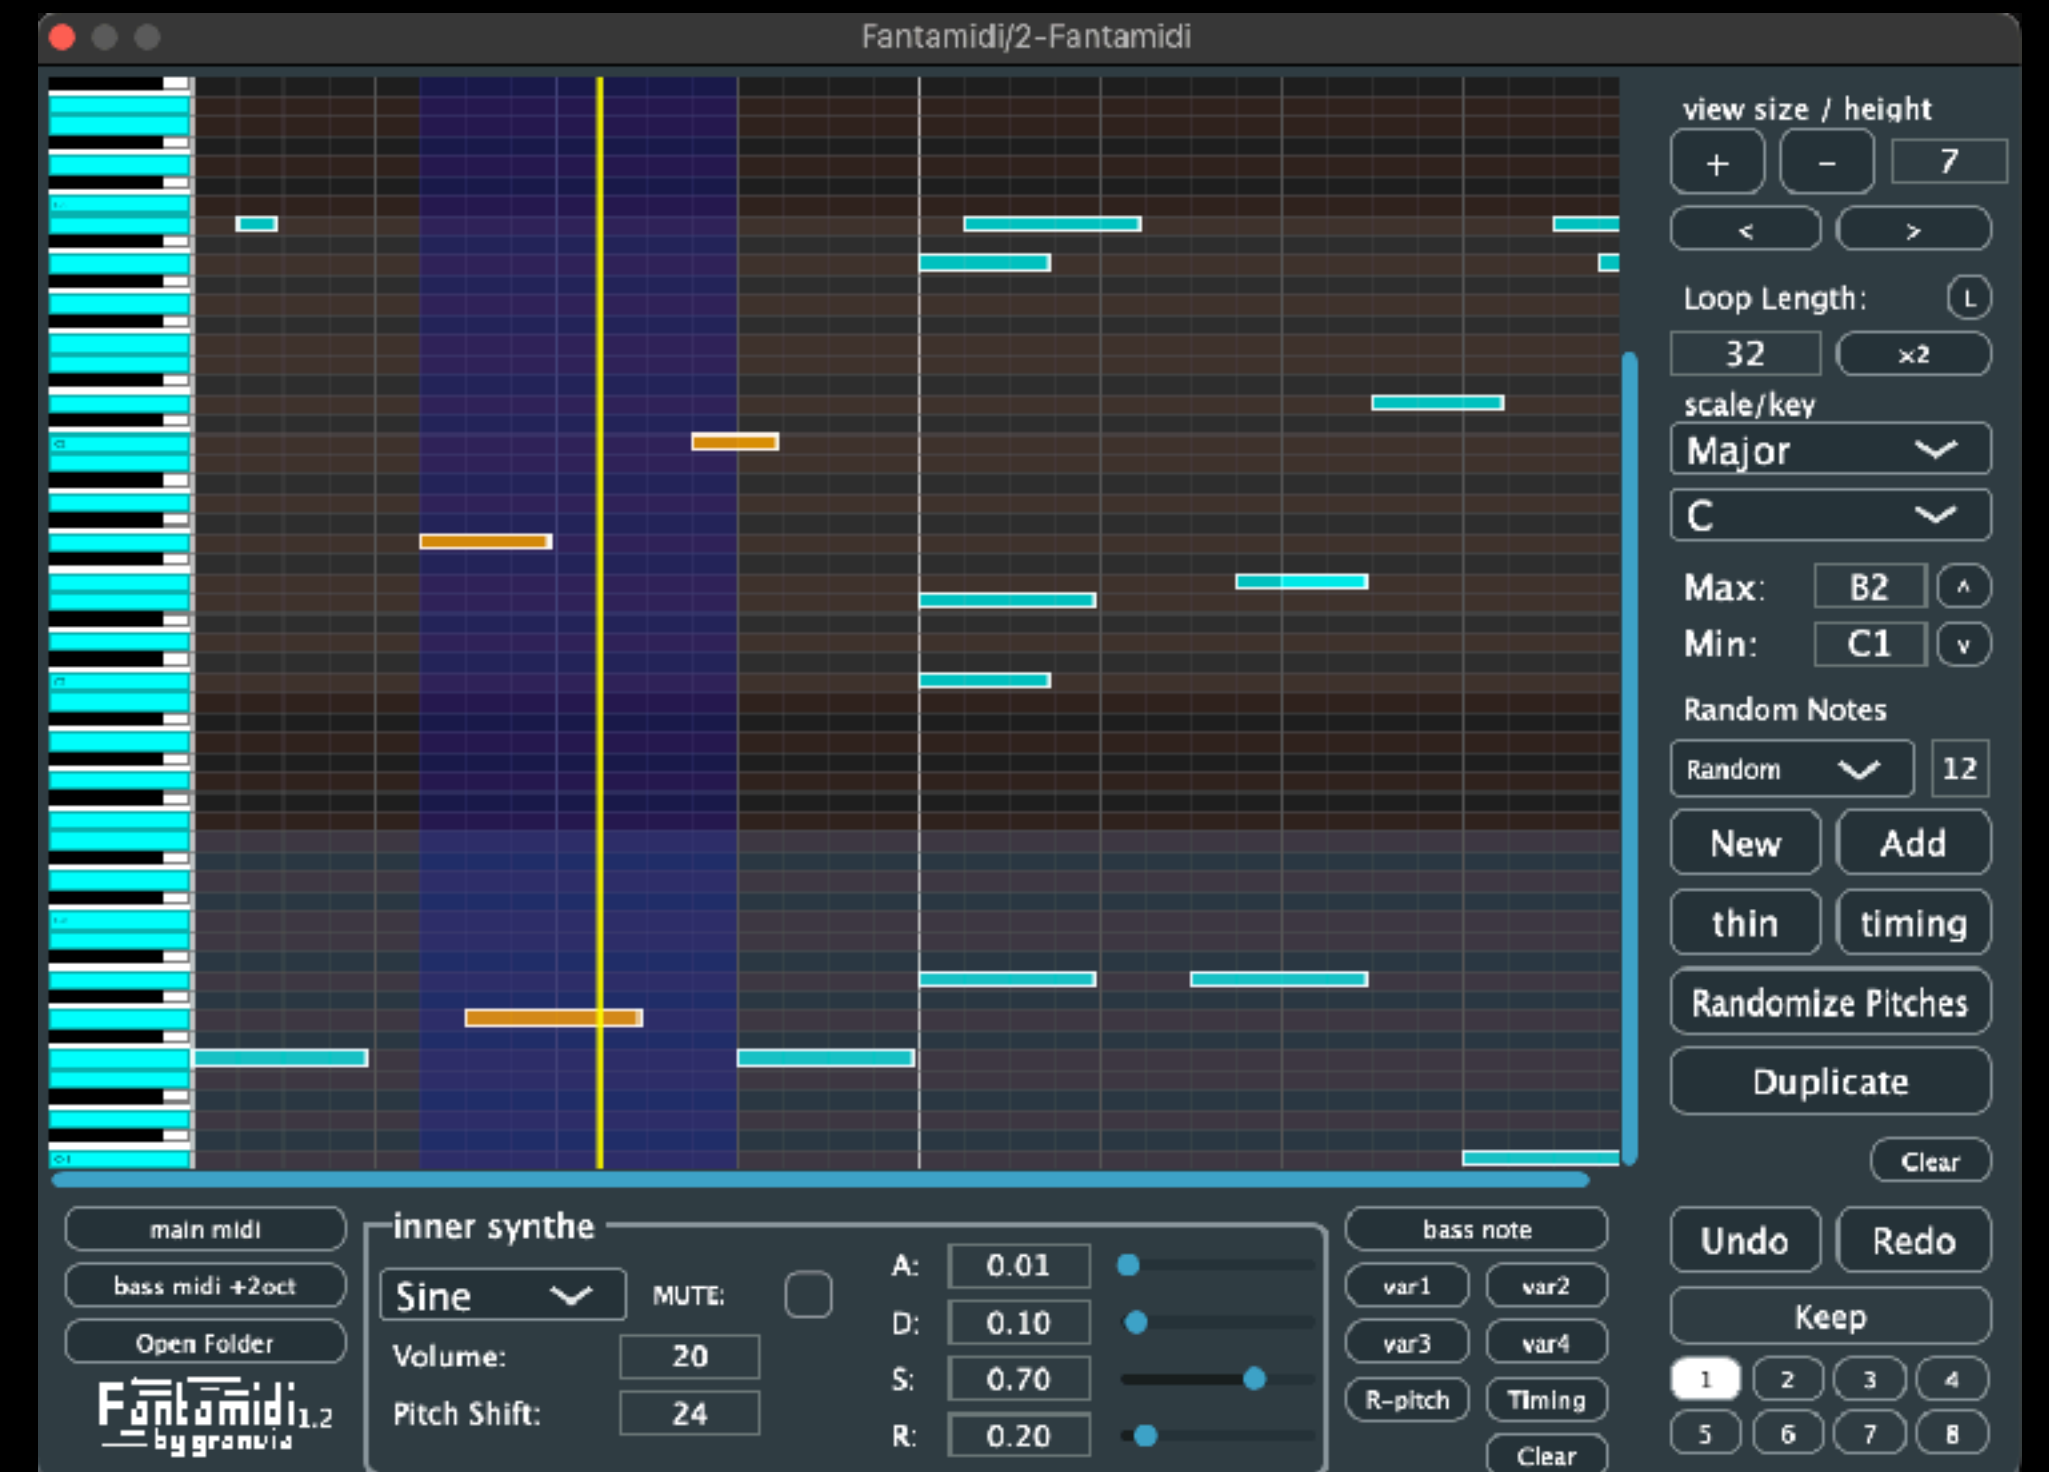 Fantamidi/2-Fantamidi
view size / height
+ - 7
< >
Loop Length: L
32 x2
scale/key
Major
C
Max: B2 ^
Min: C1 v
Random Notes
Random 12
New Add
thin timing
Randomize Pitches
Duplicate
Clear
Undo Redo
Keep
1 2 3 4
5 6 7 8
main midi
bass midi +2oct
Open Folder
Fantamidi 1.2
by granvia
inner synthe
Sine MUTE:
Volume: 20
Pitch Shift: 24
A: 0.01
D: 0.10
S: 0.70
R: 0.20
bass note
var1 var2
var3 var4
R-pitch Timing
Clear